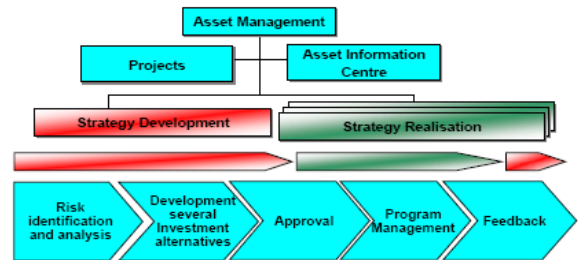 Asset Management
Projects
Asset Information
Centre
Strategy Development
Strategy Realisation
Risk
identification
and analysis
Development
several
Investment
alternatives
Approval
Program
Management
Feedback